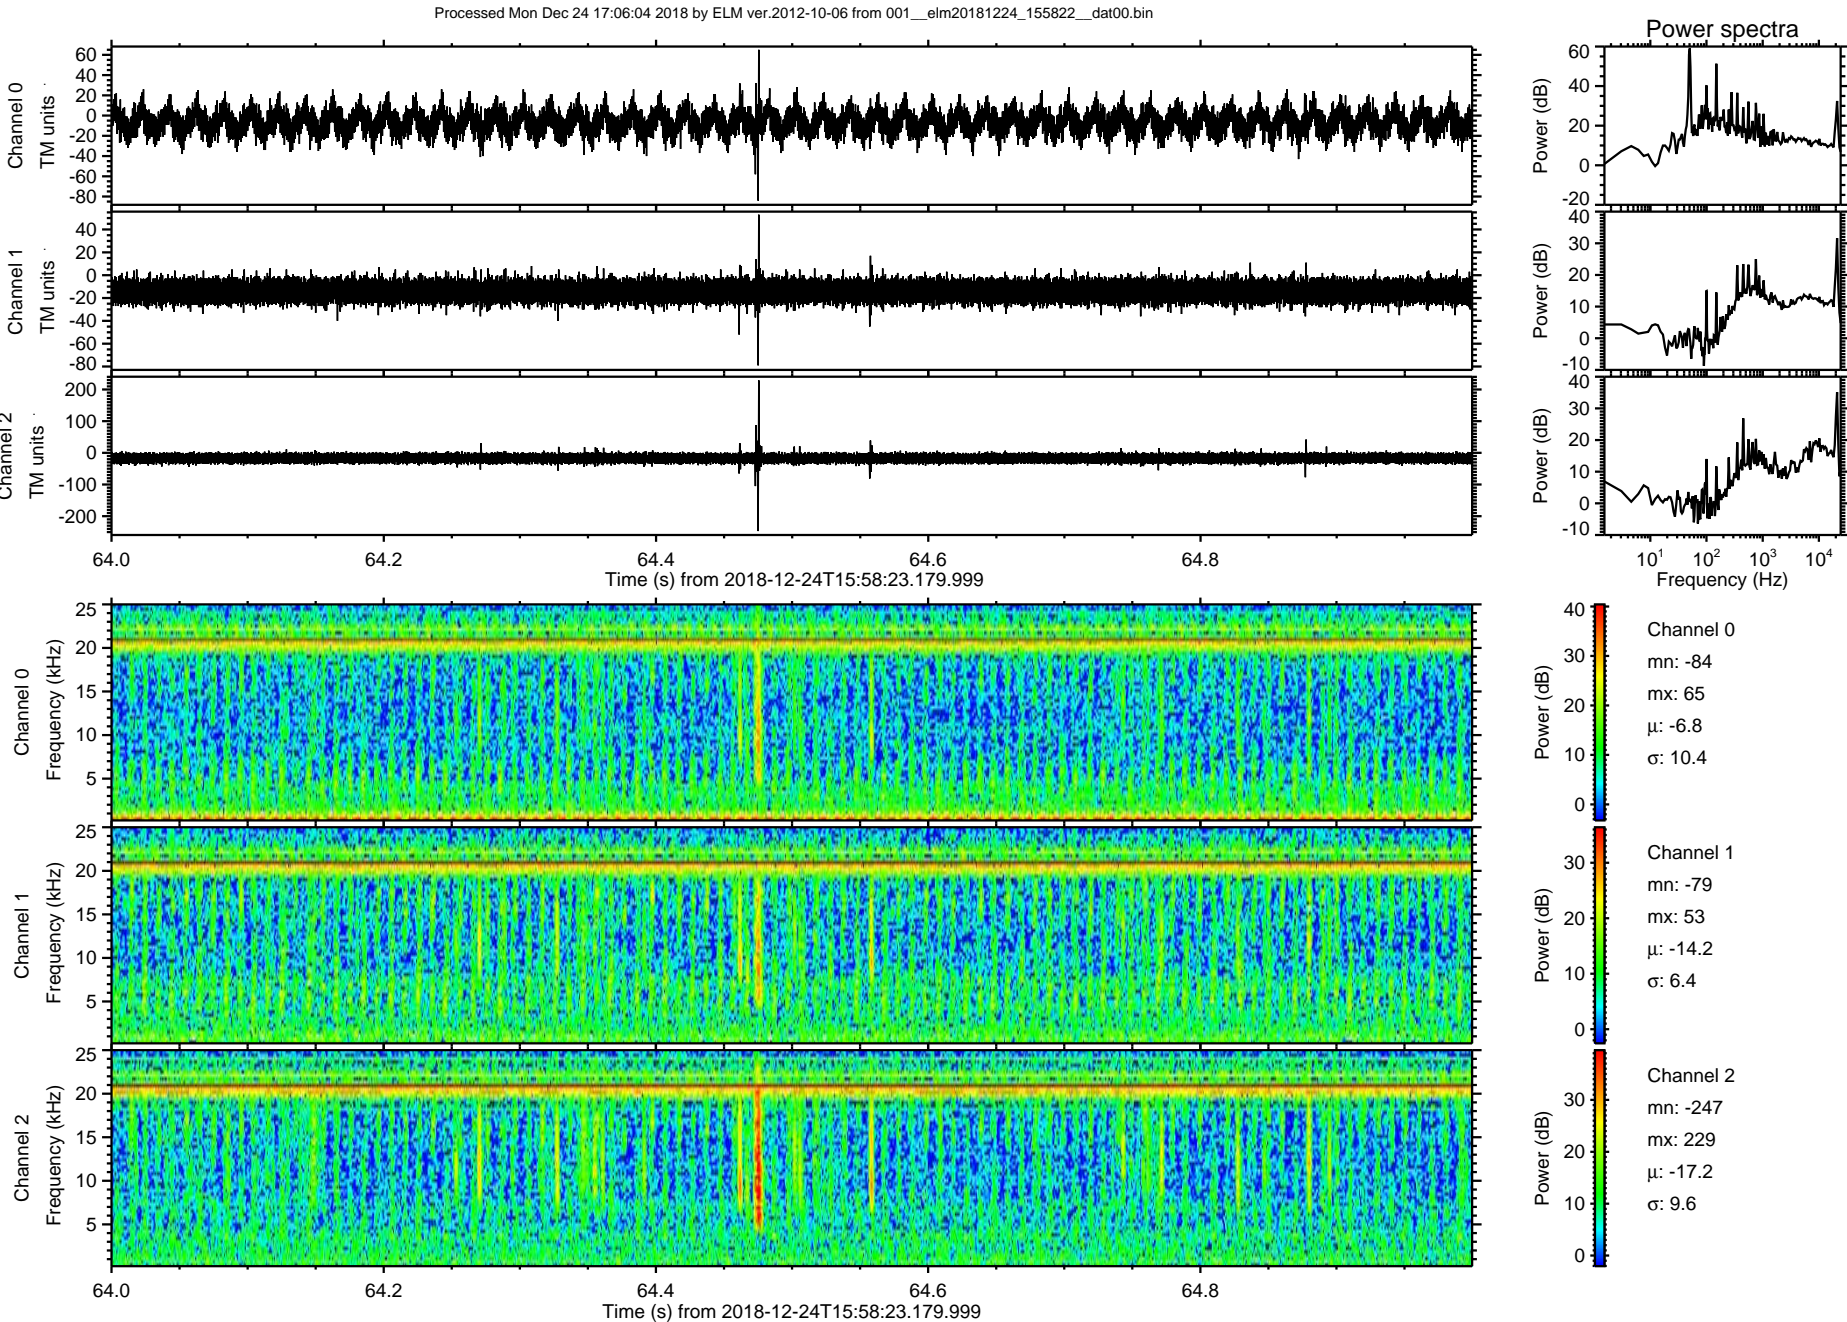 Processed Mon Dec 24 17:06:04 2018 by ELM ver.2012-10-06 from 001__elm20181224_155822__dat00.bin
Power spectra
Channel 0
TM units
60
40
20
0
-20
-40
-60
-80
Power (dB)
60
40
20
0
-20
Channel 1
TM units
40
20
0
-20
-40
-60
-80
Power (dB)
40
30
20
10
0
-10
Channel 2
TM units
200
100
0
-100
-200
Power (dB)
40
30
20
10
0
-10
64.0 64.2 64.4 64.6 64.8
Time (s) from 2018-12-24T15:58:23.179.999
10^1 10^2 10^3 10^4
Frequency (Hz)
Channel 0
Frequency (kHz)
25
20
15
10
5
Power (dB)
40
30
20
10
0
Channel 0
mn: -84
mx: 65
μ: -6.8
σ: 10.4
Channel 1
Frequency (kHz)
25
20
15
10
5
Power (dB)
30
20
10
0
Channel 1
mn: -79
mx: 53
μ: -14.2
σ: 6.4
Channel 2
Frequency (kHz)
25
20
15
10
5
Power (dB)
30
20
10
0
Channel 2
mn: -247
mx: 229
μ: -17.2
σ: 9.6
64.0 64.2 64.4 64.6 64.8
Time (s) from 2018-12-24T15:58:23.179.999